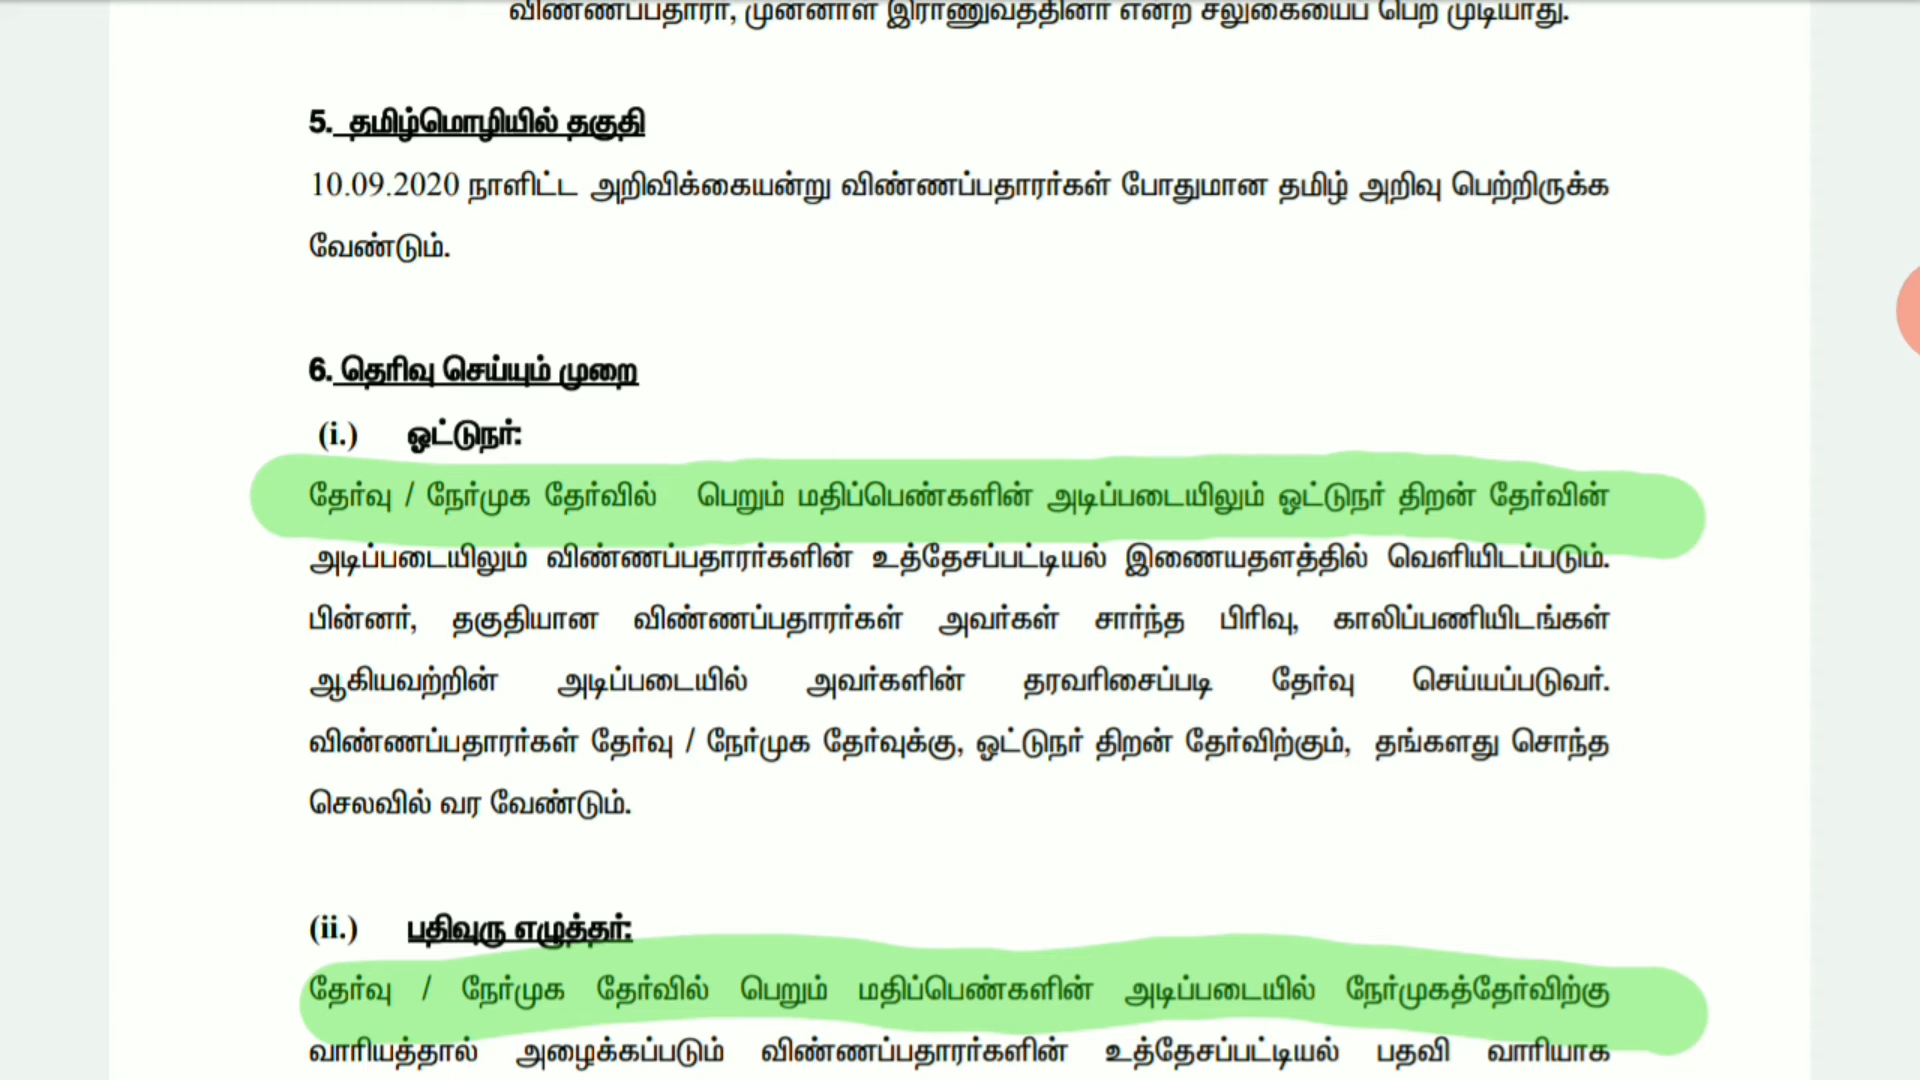 விண்ணப்பதாரர், முன்னாள் இராணுவத்தினர் என்ற சலுகையைப் பெற முடியாது.
5. தமிழ்மொழியில் தகுதி
10.09.2020 நாளிட்ட அறிவிக்கையன்று விண்ணப்பதாரர்கள் போதுமான தமிழ் அறிவு பெற்றிருக்க
வேண்டும்.
6. தெரிவு செய்யும் முறை
(i.) ஓட்டுநர்:
தேர்வு / நேர்முக தேர்வில் பெறும் மதிப்பெண்களின் அடிப்படையிலும் ஓட்டுநர் திறன் தேர்வின்
அடிப்படையிலும் விண்ணப்பதாரர்களின் உத்தேசப்பட்டியல் இணையதளத்தில் வெளியிடப்படும்.
பின்னர், தகுதியான விண்ணப்பதாரர்கள் அவர்கள் சார்ந்த பிரிவு, காலிப்பணியிடங்கள்
ஆகியவற்றின் அடிப்படையில் அவர்களின் தரவரிசைப்படி தேர்வு செய்யப்படுவர்.
விண்ணப்பதாரர்கள் தேர்வு / நேர்முக தேர்வுக்கு, ஓட்டுநர் திறன் தேர்விற்கும், தங்களது சொந்த
செலவில் வர வேண்டும்.
(ii.) பதிவுரு எழுத்தர்:
தேர்வு / நேர்முக தேர்வில் பெறும் மதிப்பெண்களின் அடிப்படையில் நேர்முகத்தேர்விற்கு
வாரியத்தால் அழைக்கப்படும் விண்ணப்பதாரர்களின் உத்தேசப்பட்டியல் பதவி வாரியாக